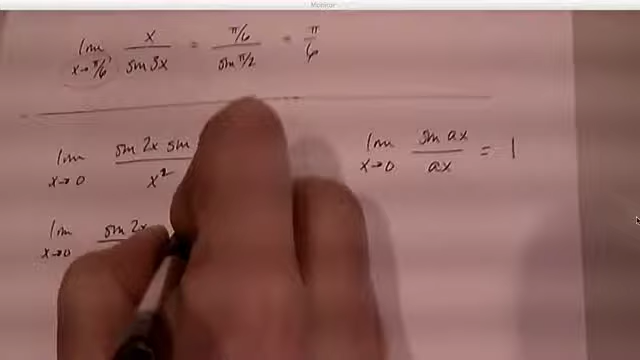 Monitor
lim x→π/6 x / sin 3x = π/6 / sin π/2 = π/6
lim x→0 sin 2x sin / x² lim x→0 sin ax / ax = 1
lim x→0 sin 2x